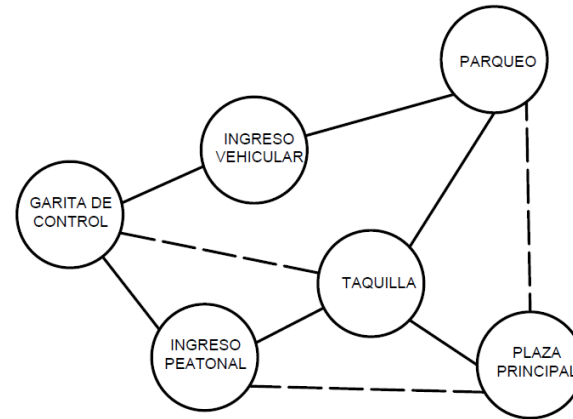 PARQUEO
INGRESO
VEHICULAR
GARITA DE
CONTROL
TAQUILLA
INGRESO
PEATONAL
PLAZA
PRINCIPAL